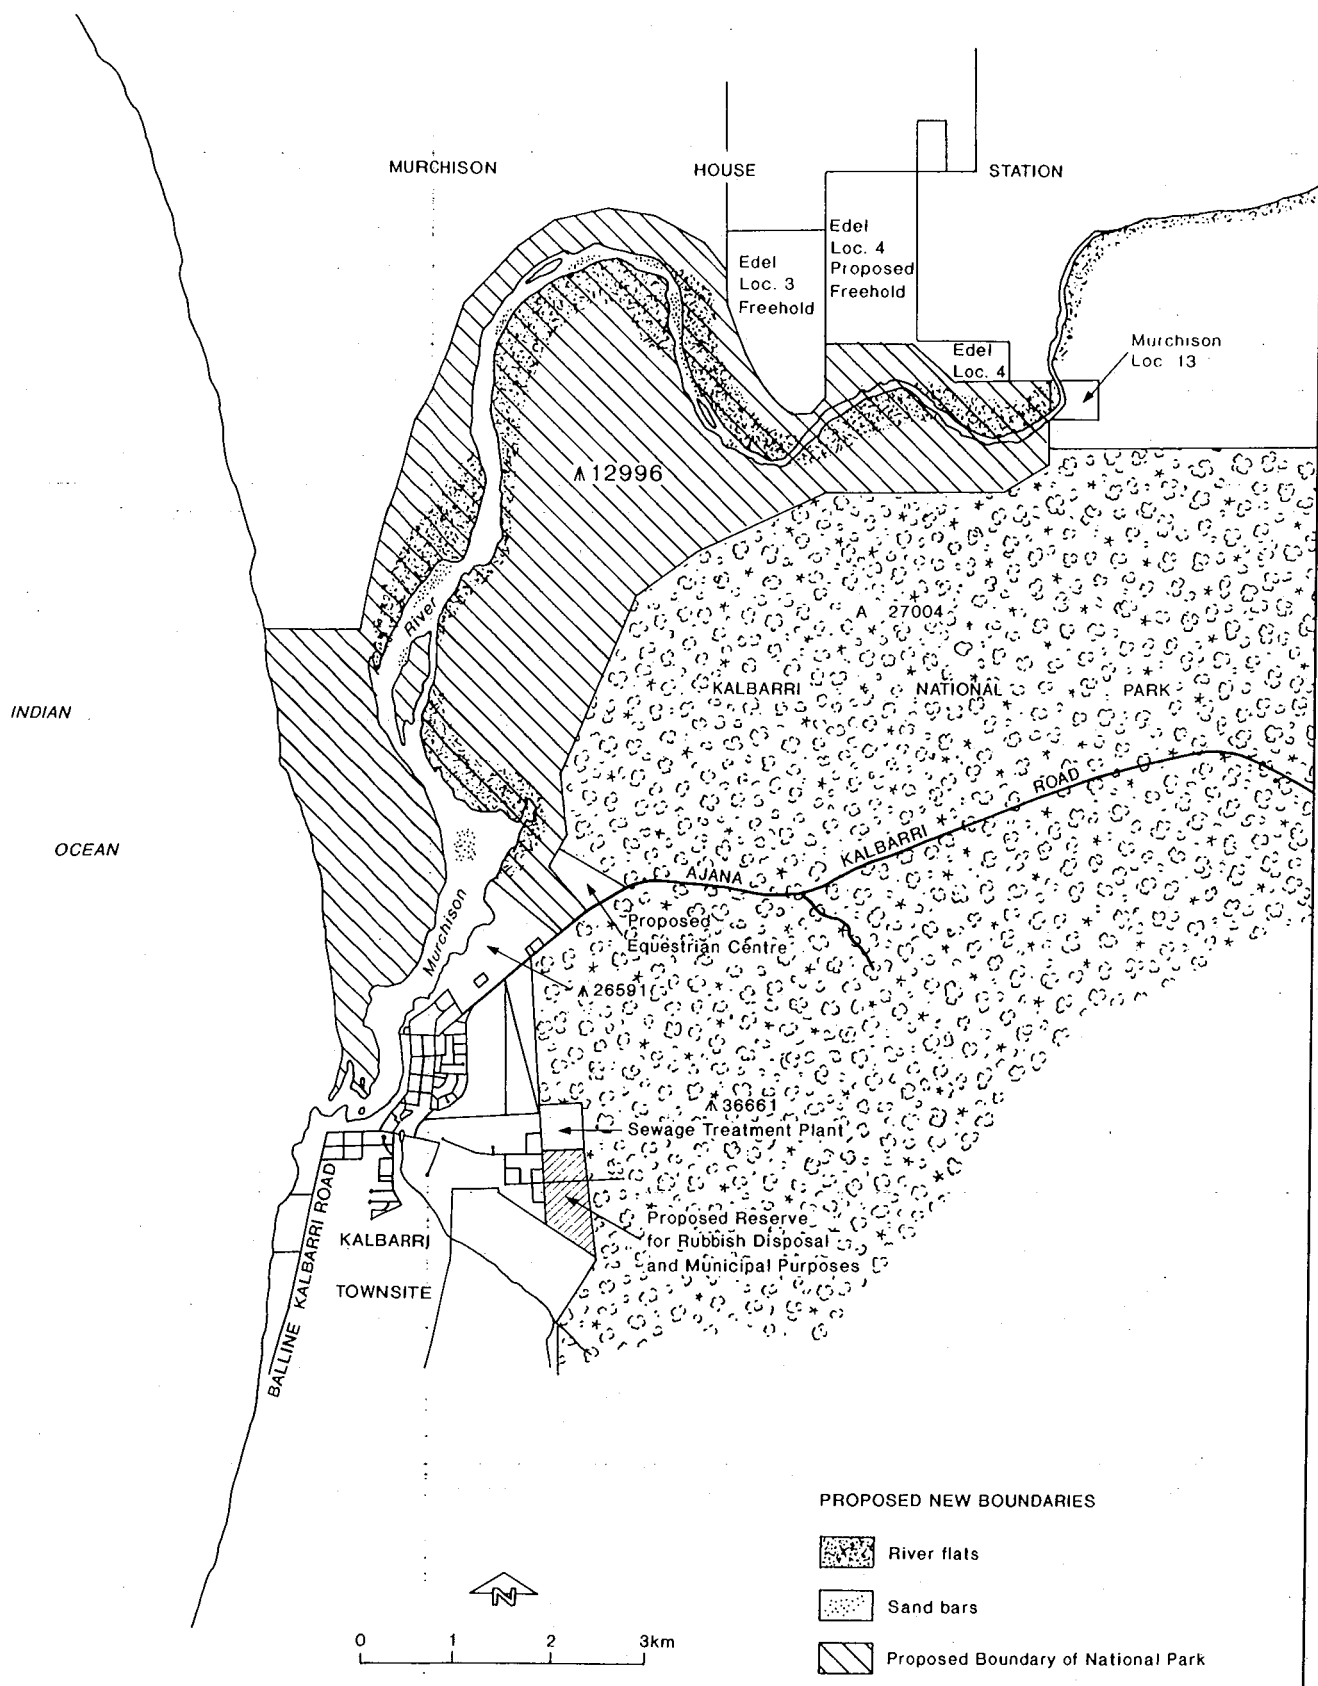 MURCHISON HOUSE STATION
Edel
Loc. 4
Proposed
Freehold
Edel
Loc. 3
Freehold
Murchison
Loc 13
Edel
Loc. 4
12996
River
A 27004
KALBARRI NATIONAL PARK
INDIAN
OCEAN
AJANA KALBARRI ROAD
Proposed
Equestrian Centre
Murchison
26591
36661
Sewage Treatment Plant
Proposed Reserve
for Rubbish Disposal
and Municipal Purposes
KALBARRI
TOWNSITE
BALLINE KALBARRI ROAD
PROPOSED NEW BOUNDARIES
River flats
Sand bars
Proposed Boundary of National Park
N
0 1 2 3km